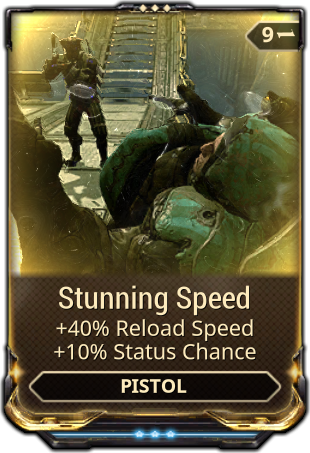 9
Stunning Speed
+40% Reload Speed
+10% Status Chance
PISTOL